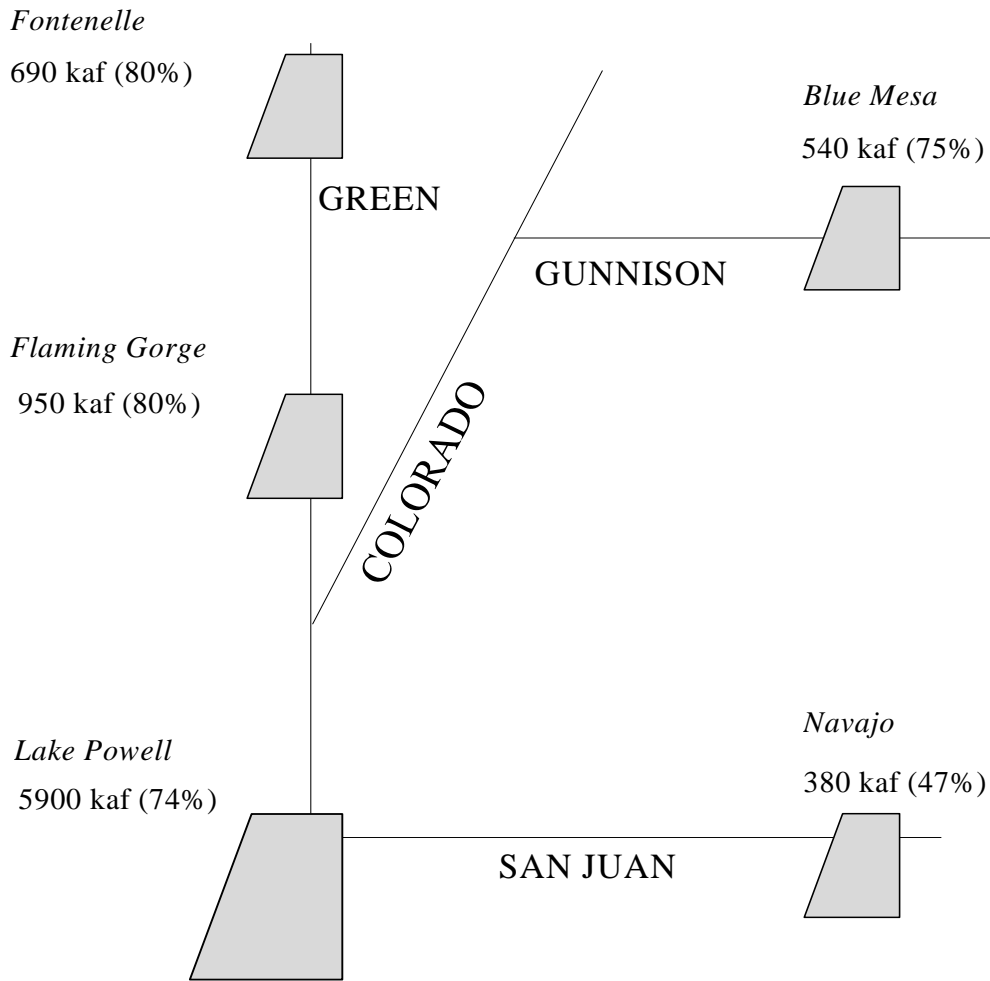 Fontenelle
690 kaf (80%)
Blue Mesa
540 kaf (75%)
GREEN
GUNNISON
Flaming Gorge
950 kaf (80%)
COLORADO
Navajo
380 kaf (47%)
Lake Powell
5900 kaf (74%)
SAN JUAN